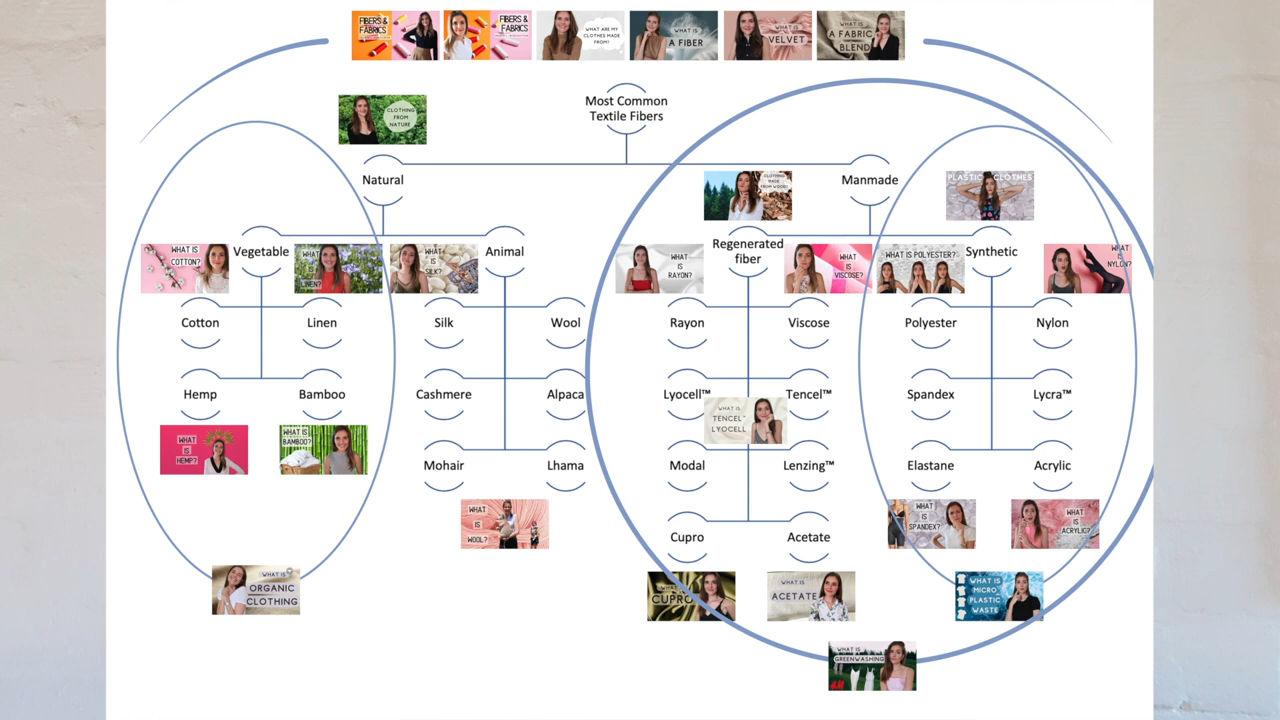 FIBERS &
FABRICS
FIBERS &
FABRICS
WHAT ARE MY
CLOTHES MADE
FROM?
WHAT IS
A FIBER
WHAT IS
VELVET
WHAT IS
A FABRIC
BLEND
CLOTHING
FROM
NATURE
Most Common
Textile Fibers
Natural
Manmade
CLOTHING
MADE
FROM WOOD?
PLASTIC CLOTHES
Vegetable
Animal
Regenerated
fiber
Synthetic
WHAT IS
COTTON?
WHAT
IS
LINEN?
WHAT
IS
SILK?
WHAT
IS
RAYON?
WHAT
IS
VISCOSE?
WHAT IS POLYESTER?
WHAT
IS
NYLON?
Cotton
Linen
Silk
Wool
Rayon
Viscose
Polyester
Nylon
Hemp
Bamboo
Cashmere
Alpaca
Lyocell™
Tencel™
Spandex
Lycra™
WHAT IS
TENCEL™
LYOCELL
WHAT
IS
HEMP?
WHAT IS
BAMBOO?
Mohair
Lhama
Modal
Lenzing™
Elastane
Acrylic
WHAT
IS
WOOL?
WHAT
IS
SPANDEX?
WHAT
IS
ACRYLIC?
Cupro
Acetate
WHAT IS
ORGANIC
CLOTHING
WHAT IS
CUPRO
WHAT IS
ACETATE
WHAT IS
MICRO
PLASTIC
WASTE
WHAT IS
GREENWASHING